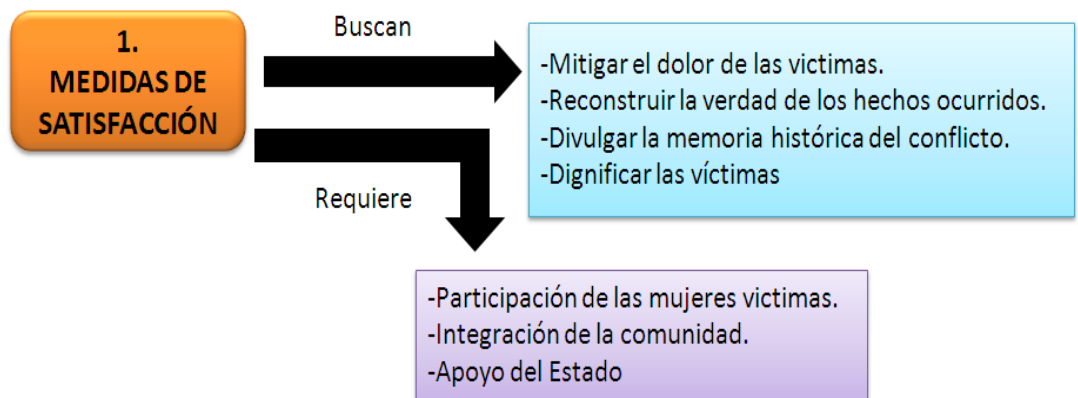 1.
MEDIDAS DE
SATISFACCIÓN
Buscan
-Mitigar el dolor de las victimas.
-Reconstruir la verdad de los hechos ocurridos.
-Divulgar la memoria histórica del conflicto.
-Dignificar las víctimas
Requiere
-Participación de las mujeres victimas.
-Integración de la comunidad.
-Apoyo del Estado